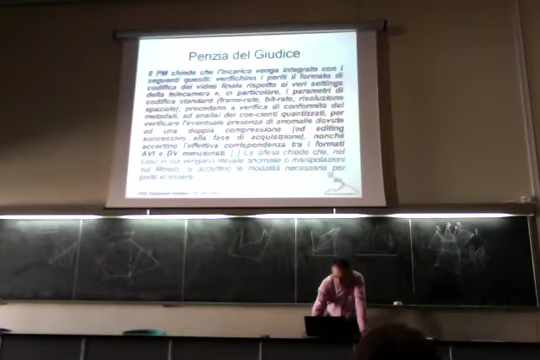 Perizia del Giudice
Il PM chiede che l'incarico venga integrato con i
seguenti quesiti: verifichino i periti il formato di
codifica del video finale rispetto ai veri settings
della telecamera e, in particolare, i parametri di
codifica standard (frame-rate, bit-rate, risoluzione
spaziale), procedano a verifica di conformità dei
metadati, ad analisi dei coefficienti quantizzati, per
verificare l'eventuale presenza di anomalie dovute
ad una doppia compressione (ed editing
successivo alla fase di acquisizione), nonché
accertino l'effettiva corrispondenza tra i formati
AVI e DV menzionati. [ ] La difesa chiede che, nel
caso in cui vengano rilevate anomalie o manipolazioni
sul filmato, si accertino le modalità necessarie per
porle in essere